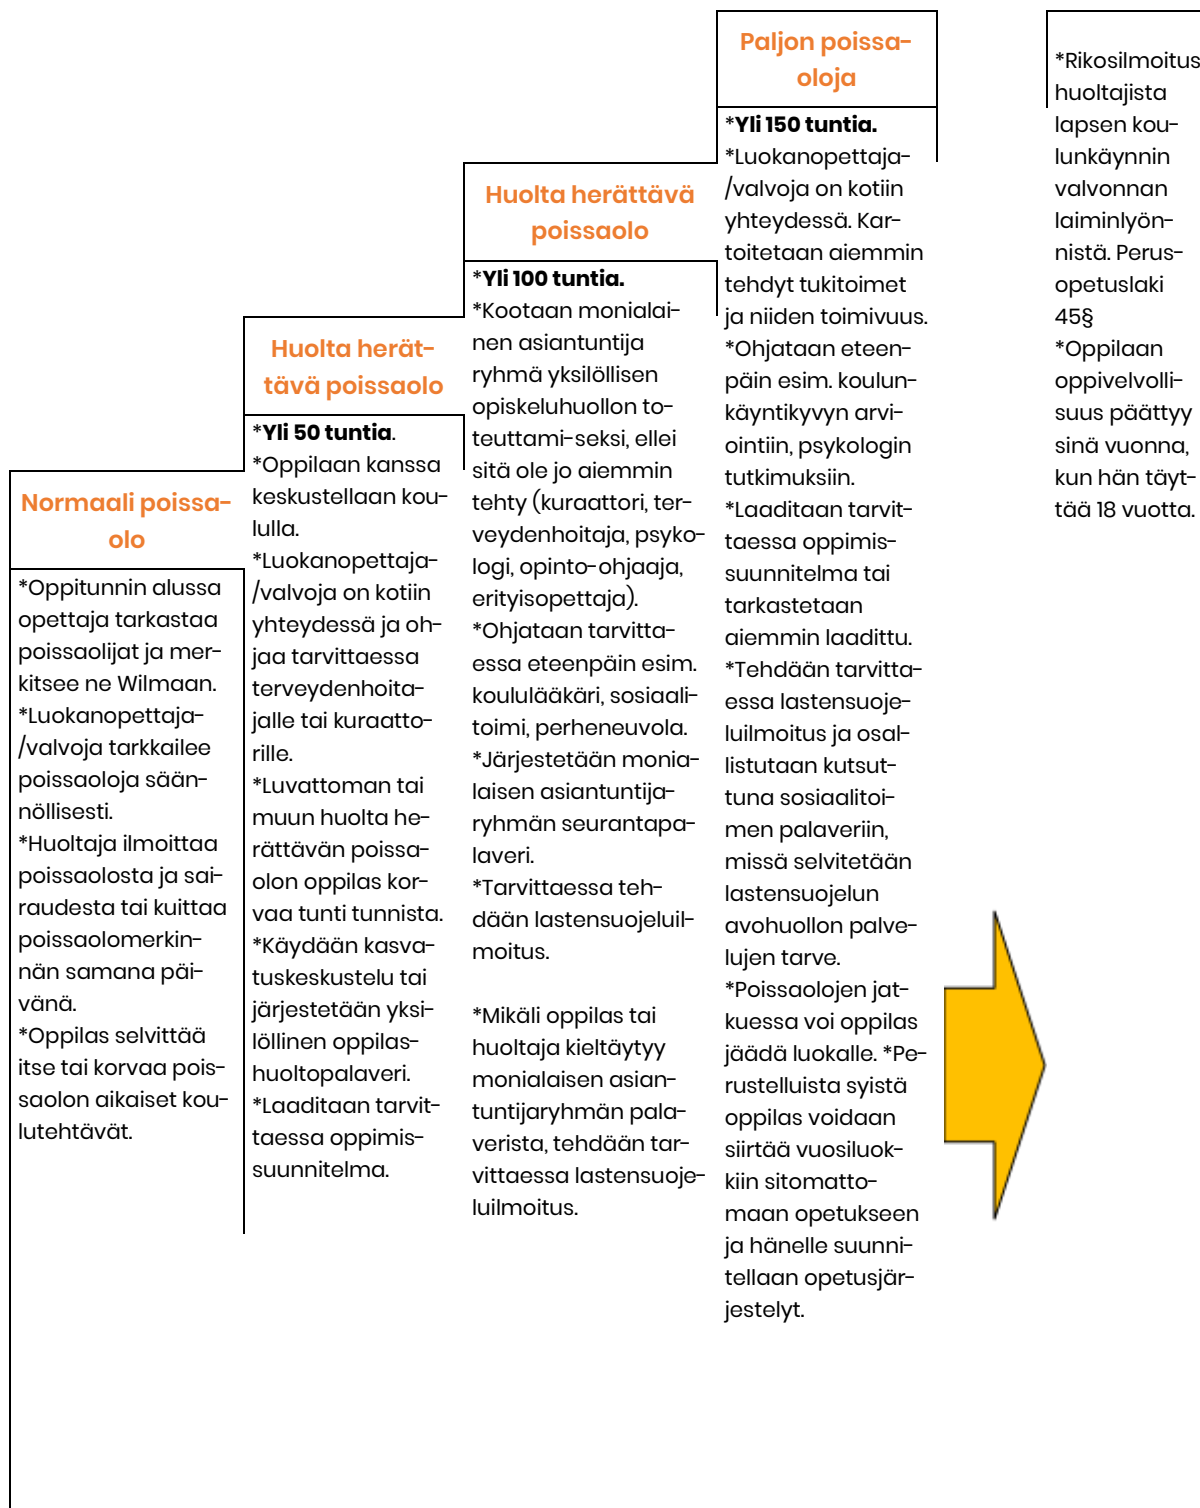 Normaali poissa-
olo
*Oppitunnin alussa
opettaja tarkastaa
poissaolijat ja mer-
kitsee ne Wilmaan.
*Luokanopettaja-
/valvoja tarkkailee
poissaoloja sään-
nöllisesti.
*Huoltaja ilmoittaa
poissaolosta ja sai-
raudesta tai kuittaa
poissaolomerkin-
nän samana päi-
vänä.
*Oppilas selvittää
itse tai korvaa pois-
saolon aikaiset kou-
lutehtävät.
Huolta herät-
tävä poissaolo
*Yli 50 tuntia.
*Oppilaan kanssa
keskustellaan kou-
lulla.
*Luokanopettaja-
/valvoja on kotiin
yhteydessä ja oh-
jaa tarvittaessa
terveydenhoita-
jalle tai kuraatto-
rille.
*Luvattoman tai
muun huolta he-
rättävän poissa-
olon oppilas kor-
vaa tunti tunnista.
*Käydään kasva-
tuskeskustelu tai
järjestetään yksi-
löllinen oppilas-
huoltopalaveri.
*Laaditaan tarvit-
taessa oppimis-
suunnitelma.
Huolta herättävä
poissaolo
*Yli 100 tuntia.
*Kootaan monialai-
nen asiantuntija
ryhmä yksilöllisen
opiskeluhuollon to-
teuttami-seksi, ellei
sitä ole jo aiemmin
tehty (kuraattori, ter-
veydenhoitaja, psyko-
logi, opinto-ohjaaja,
erityisopettaja).
*Ohjataan tarvitta-
essa eteenpäin esim.
koululääkäri, sosiaali-
toimi, perheneuvola.
*Järjestetään monia-
laisen asiantuntija-
ryhmän seurantapa-
laveri.
*Tarvittaessa teh-
dään lastensuojeluil-
moitus.
*Mikäli oppilas tai
huoltaja kieltäytyy
monialaisen asian-
tuntijaryhmän pala-
verista, tehdään tar-
vittaessa lastensuoje-
luilmoitus.
Paljon poissa-
oloja
*Yli 150 tuntia.
*Luokanopettaja-
/valvoja on kotiin
yhteydessä. Kar-
toitetaan aiemmin
tehdyt tukitoimet
ja niiden toimivuus.
*Ohjataan eteen-
päin esim. koulun-
käyntikyvyn arvi-
ointiin, psykologin
tutkimuksiin.
*Laaditaan tarvit-
taessa oppimis-
suunnitelma tai
tarkastetaan
aiemmin laadittu.
*Tehdään tarvitta-
essa lastensuoje-
luilmoitus ja osal-
listutaan kutsut-
tuna sosiaalitoi-
men palaveriin,
missä selvitetään
lastensuojelun
avohuollon palve-
lujen tarve.
*Poissaolojen jat-
kuessa voi oppilas
jäädä luokalle. *Pe-
rustelluista syistä
oppilas voidaan
siirtää vuosiluok-
kiin sitomatto-
maan opetukseen
ja hänelle suunni-
tellaan opetusjär-
jestelyt.
*Rikosilmoitus
huoltajista
lapsen kou-
lunkäynnin
valvonnan
laiminlyön-
nistä. Perus-
opetuslaki
45§
*Oppilaan
oppivelvolli-
suus päättyy
sinä vuonna,
kun hän täyt-
tää 18 vuotta.